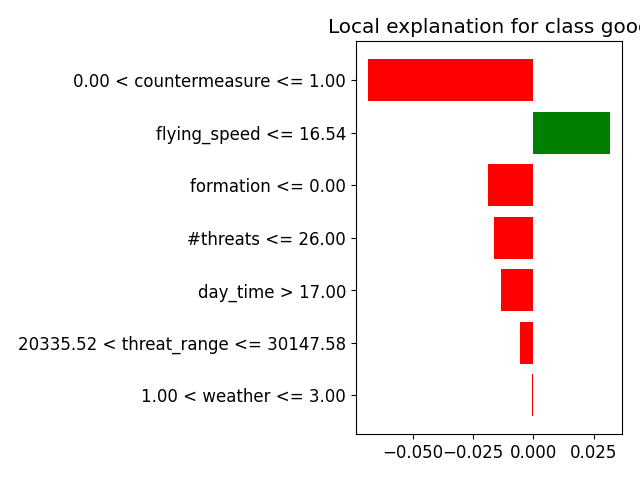 Local explanation for class goo
0.00 < countermeasure <= 1.00
flying_speed <= 16.54
formation <= 0.00
#threats <= 26.00
day_time > 17.00
20335.52 < threat_range <= 30147.58
1.00 < weather <= 3.00
−0.050 −0.025 0.000 0.025